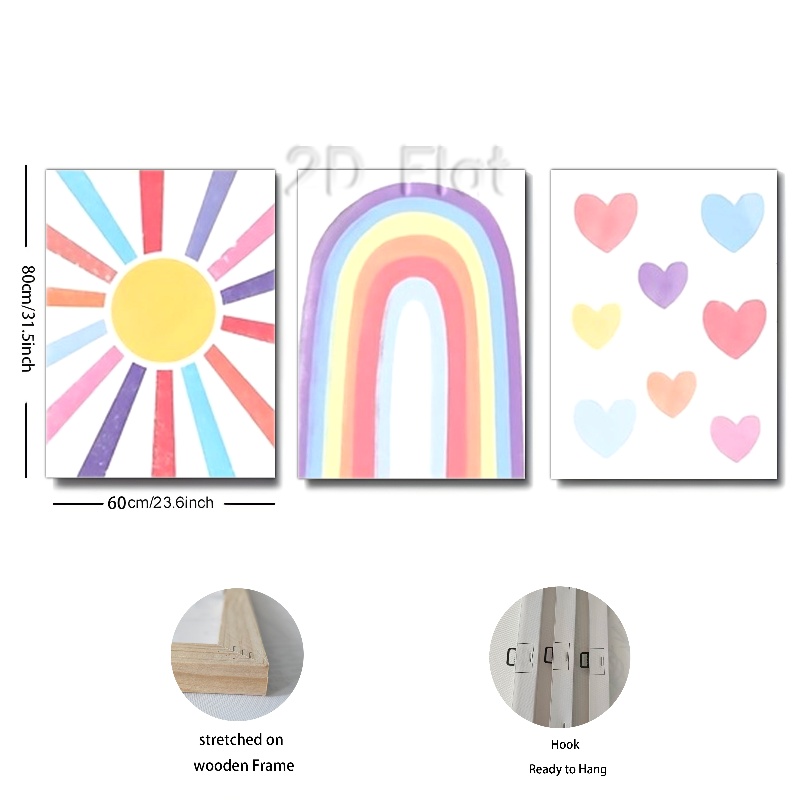 2D Flat
80cm/31.5inch
60cm/23.6inch
stretched on
wooden Frame
Hook
Ready to Hang